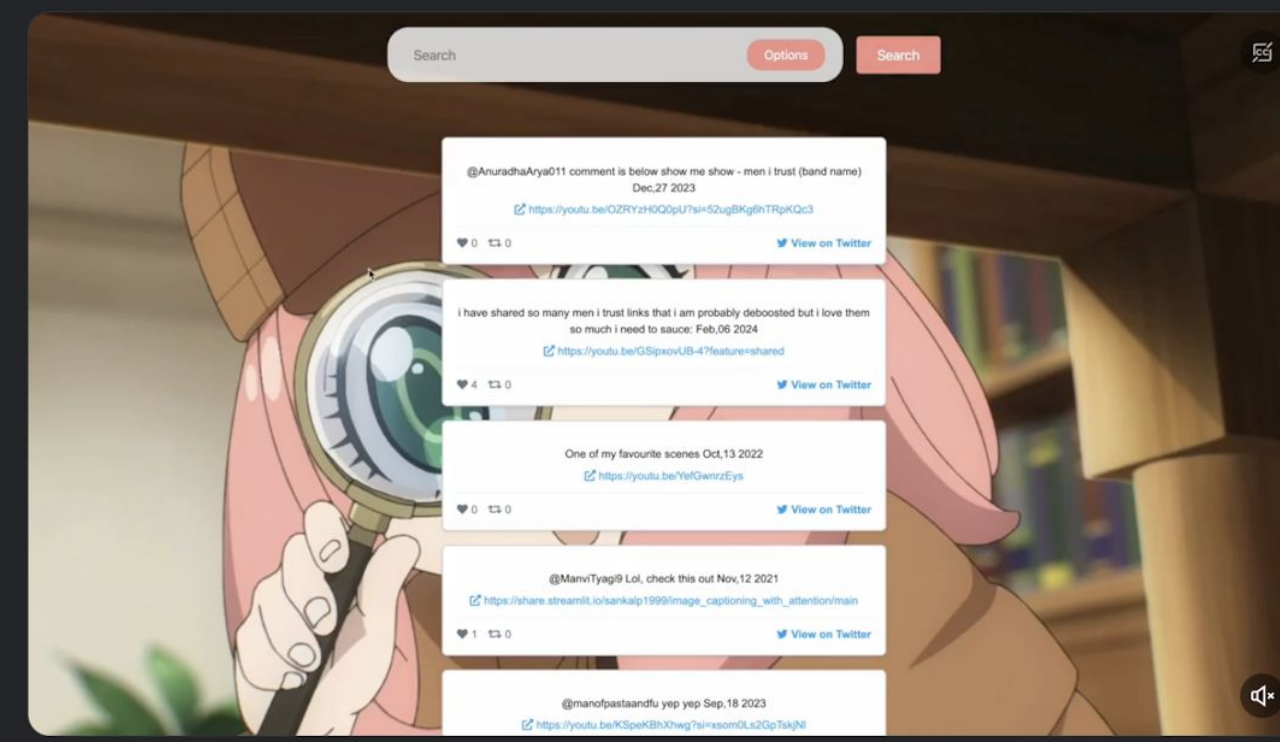 Search
Options
Search
@AnuradhaArya011 comment is below show me show - men i trust (band name)
Dec,27 2023
https://youtu.be/OZRYzH0Q0pU?si=52ugBKg6hTRpKQc3
0 0
View on Twitter
i have shared so many men i trust links that i am probably deboosted but i love them
so much i need to sauce: Feb,06 2024
https://youtu.be/GSipxovUB-4?feature=shared
4 0
View on Twitter
One of my favourite scenes Oct,13 2022
https://youtu.be/YefGwnrzEys
0 0
View on Twitter
@ManviTyagi9 Lol, check this out Nov,12 2021
https://share.streamlit.io/sankalp1999/image_captioning_with_attention/main
1 0
View on Twitter
@manofpastaandfu yep yep Sep,18 2023
https://youtu.be/KSpeKBhXhwg?si=xsom0Ls2GpTskjNl
CC